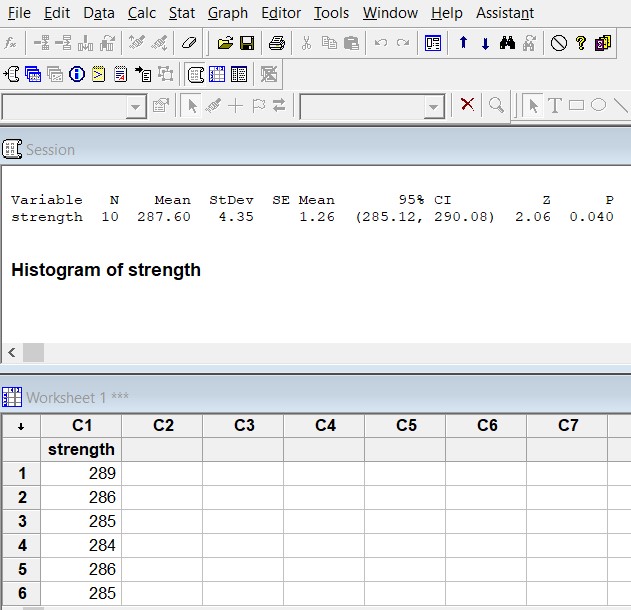 File Edit Data Calc Stat Graph Editor Tools Window Help Assistant
Session
Variable N Mean StDev SE Mean 95% CI Z P
strength 10 287.60 4.35 1.26 (285.12, 290.08) 2.06 0.040
Histogram of strength
Worksheet 1 ***
C1 C2 C3 C4 C5 C6 C7
strength
1 289
2 286
3 285
4 284
5 286
6 285